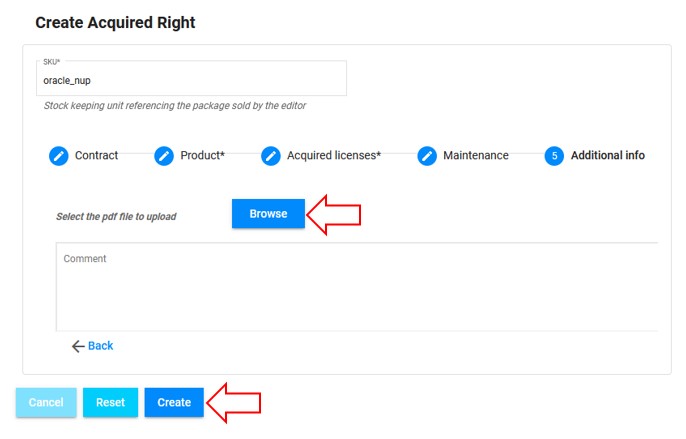 Create Acquired Right
SKU*
oracle_nup
Stock keeping unit referencing the package sold by the editor
Contract Product* Acquired licenses* Maintenance 5 Additional info
Select the pdf file to upload Browse
Comment
Back
Cancel Reset Create